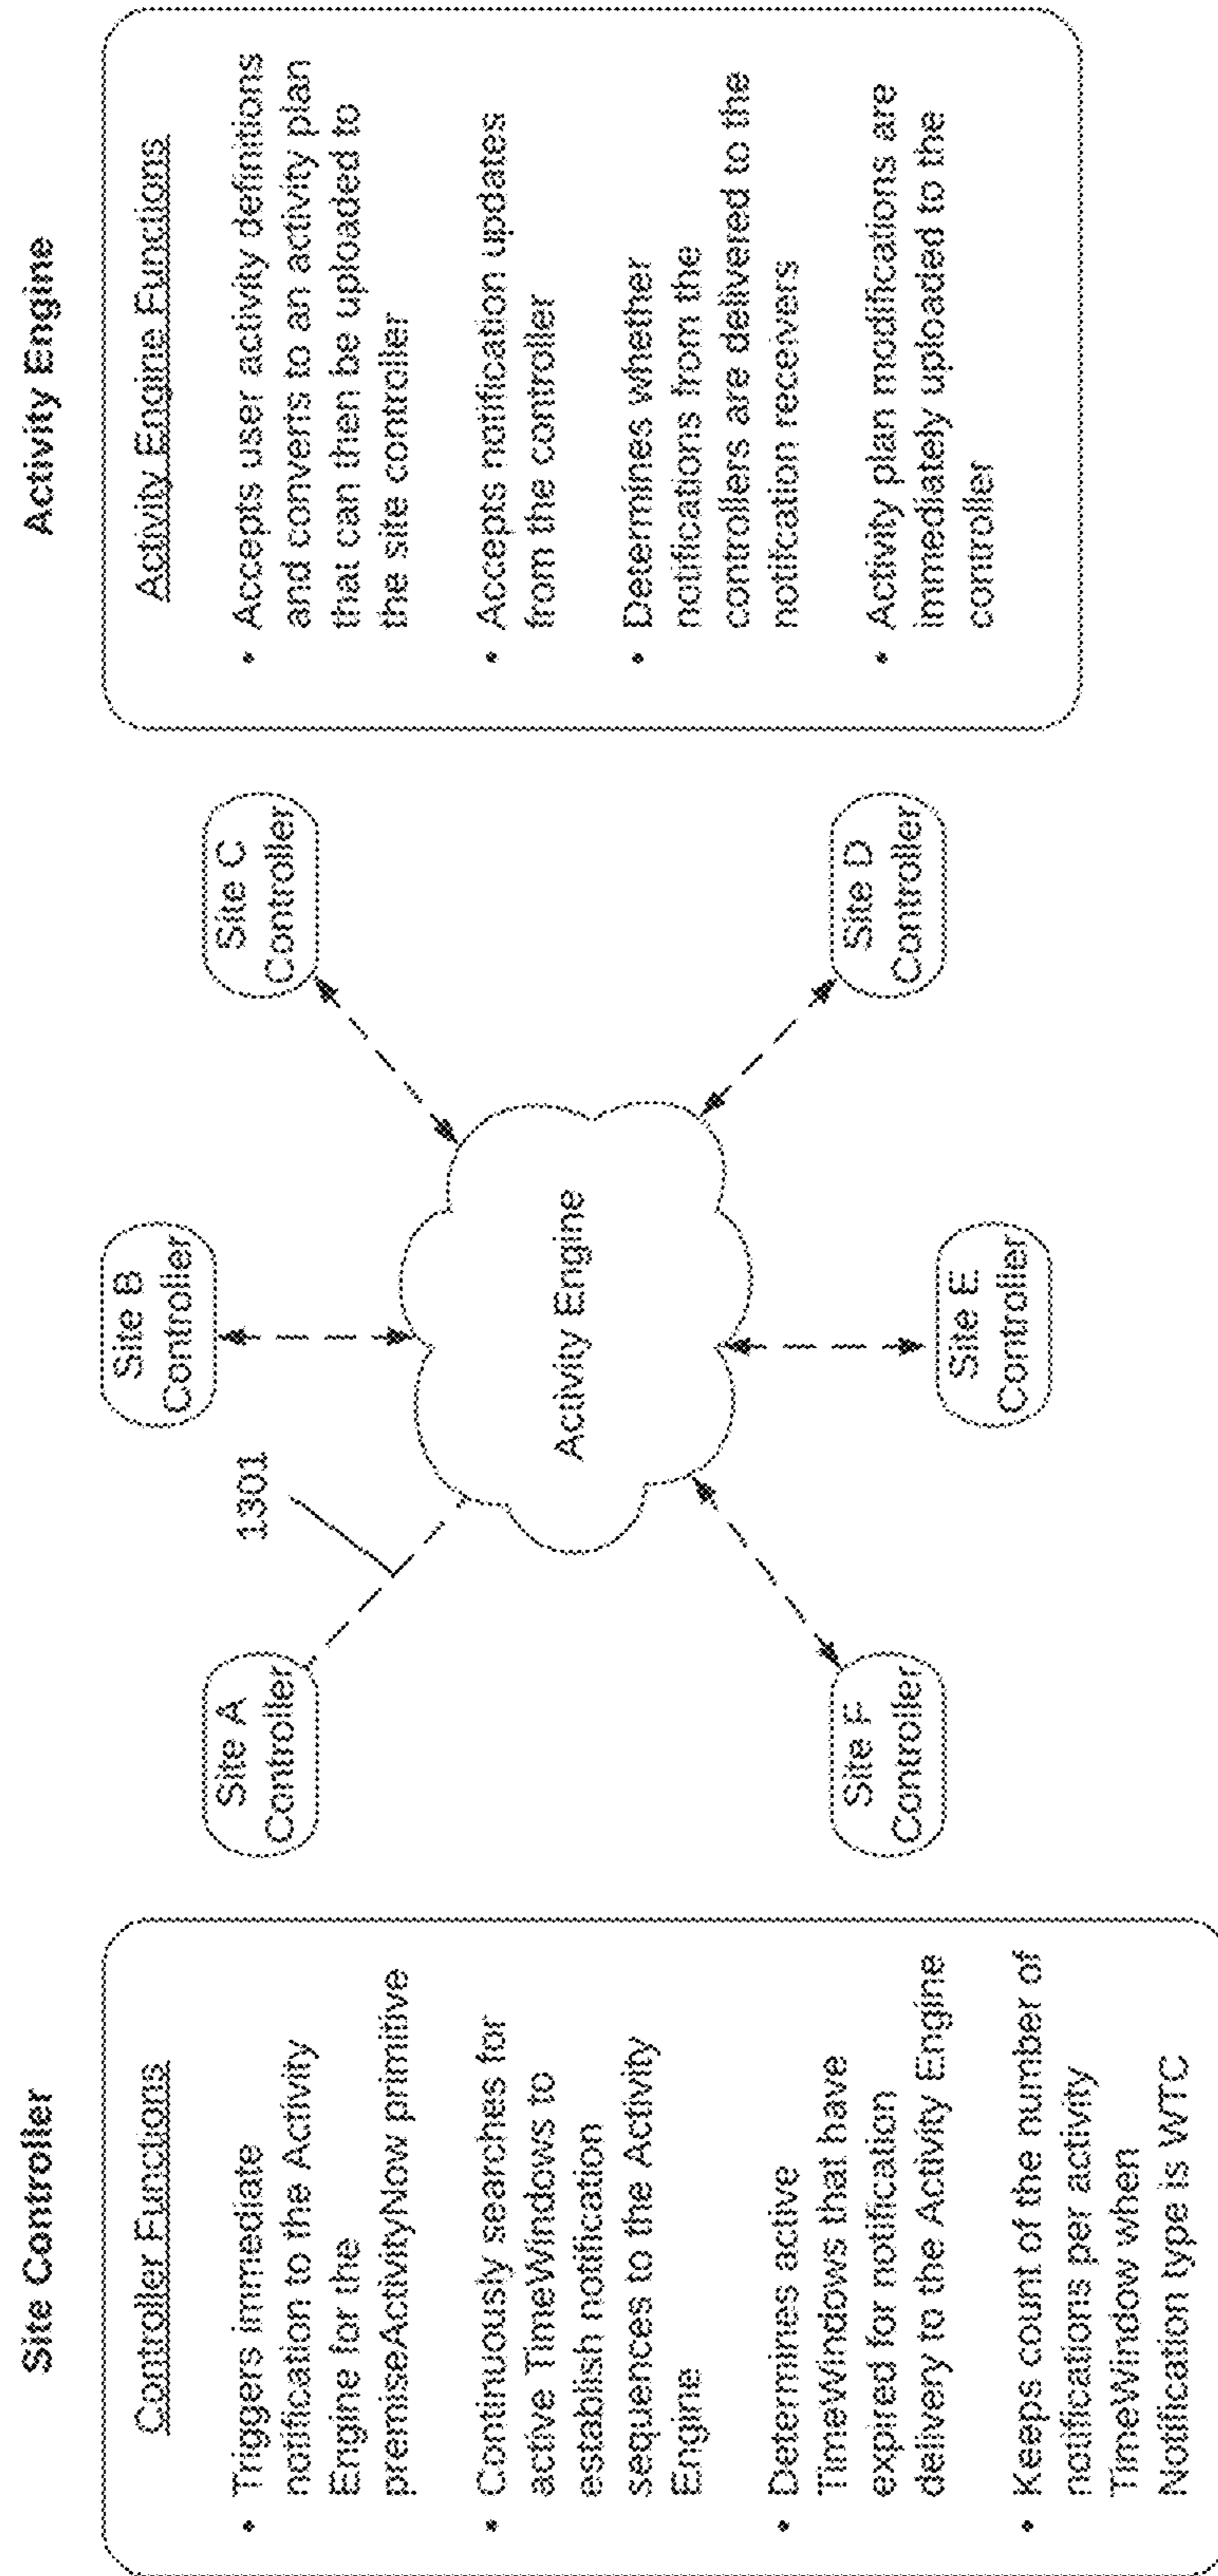 Site Controller
Controller Functions
• Triggers immediate
notification to the Activity
Engine for the
premiseActivityNow primitive
• Continuously searches for
active TimeWindows to
establish notification
sequences to the Activity
Engine
• Determines active
TimeWindows that have
expired for notification
delivery to the Activity Engine
• Keeps count of the number of
notifications per activity
TimeWindow when
Notification type is WTC
Site A
Controller
1301
Site B
Controller
Site C
Controller
Activity Engine
Site F
Controller
Site E
Controller
Site D
Controller
Activity Engine
Activity Engine Functions
• Accepts user activity definitions
and converts to an activity plan
that can then be uploaded to
the site controller
• Accepts notification updates
from the controller
• Determines whether
notifications from the
controllers are delivered to the
notifcation receivers
• Activity plan modifications are
immediately uploaded to the
controller